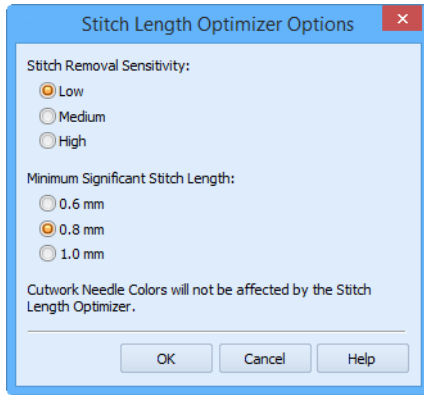 Stitch Length Optimizer Options
Stitch Removal Sensitivity:
Low
Medium
High
Minimum Significant Stitch Length:
0.6 mm
0.8 mm
1.0 mm
Cutwork Needle Colors will not be affected by the Stitch
Length Optimizer.
OK Cancel Help